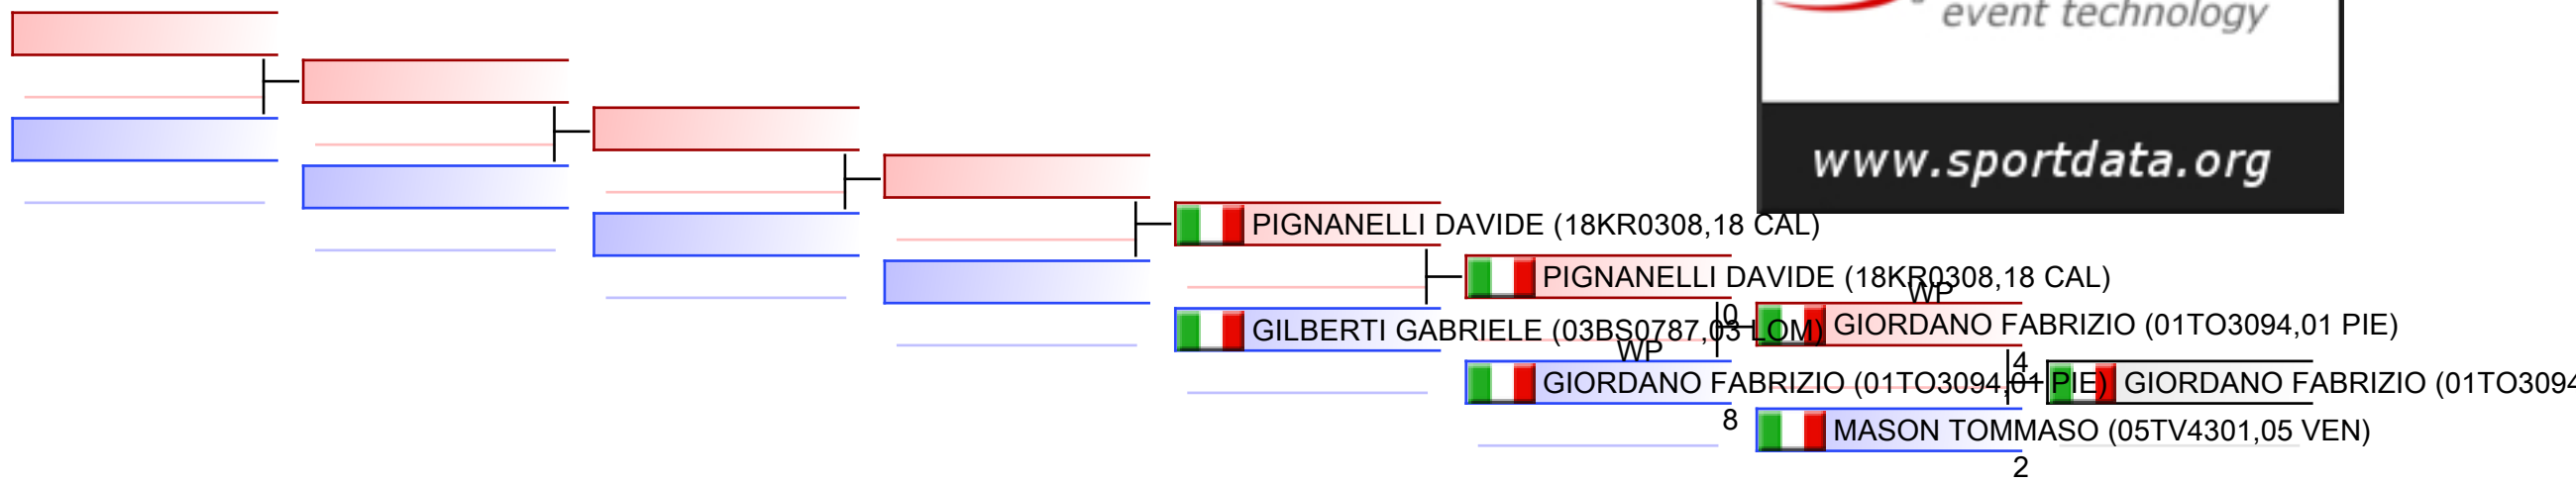 event technology
www.sportdata.org
PIGNANELLI DAVIDE (18KR0308,18 CAL)
PIGNANELLI DAVIDE (18KR0308,18 CAL)
WP
0
GIORDANO FABRIZIO (01TO3094,01 PIE)
GILBERTI GABRIELE (03BS0787,03 LOM)
WP
4
GIORDANO FABRIZIO (01TO3094,01 PIE)
GIORDANO FABRIZIO (01TO3094
8
MASON TOMMASO (05TV4301,05 VEN)
2